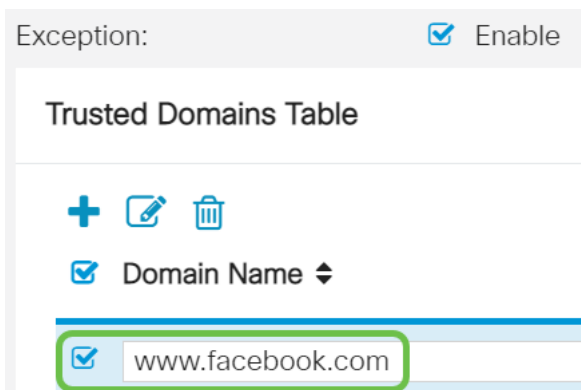 Exception: Enable
Trusted Domains Table
Domain Name
www.facebook.com